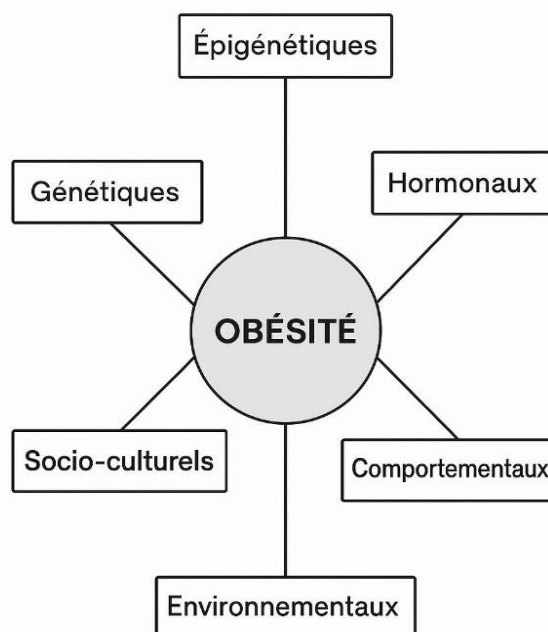 Épigénétiques
Génétiques
Hormonaux
OBÉSITÉ
Socio-culturels
Comportementaux
Environnementaux